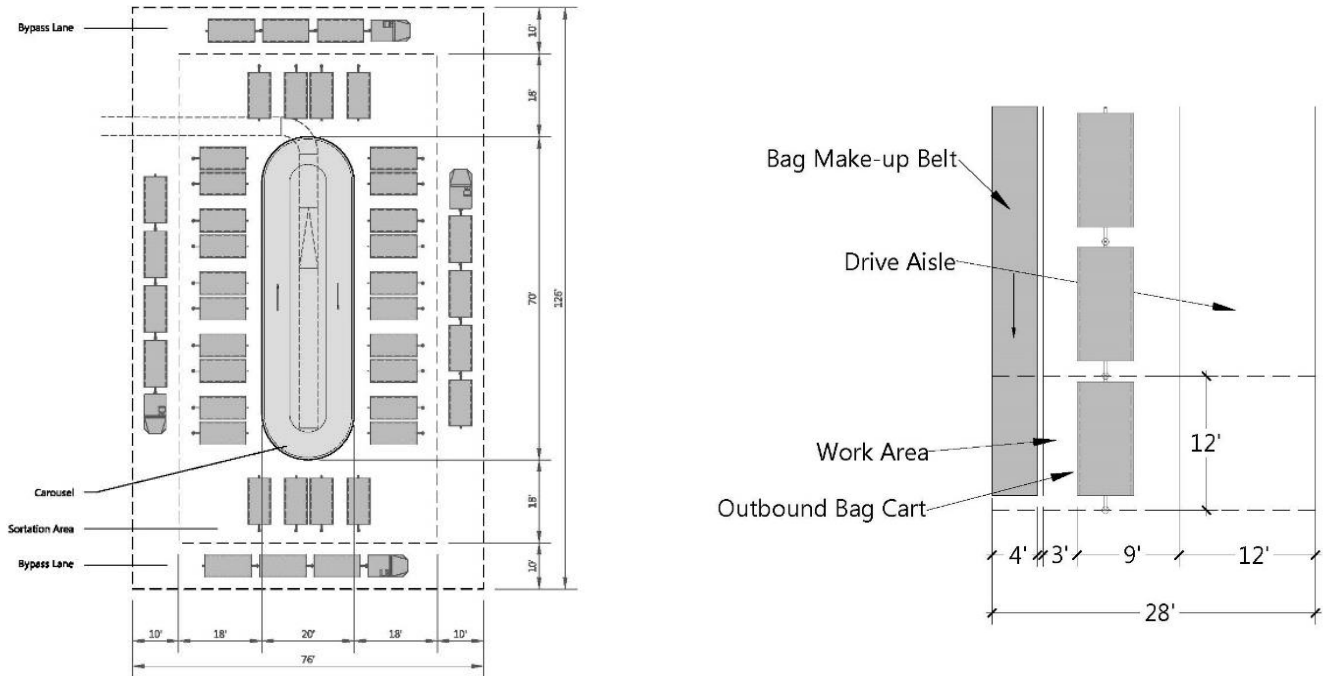 Bypass Lane
10'
18'
70'
126'
Carousel
18'
Sortation Area
Bypass Lane
10'
10'
18'
20'
18'
10'
76'
Bag Make-up Belt
Drive Aisle
Work Area
12'
Outbound Bag Cart
4'
3'
9'
12'
28'